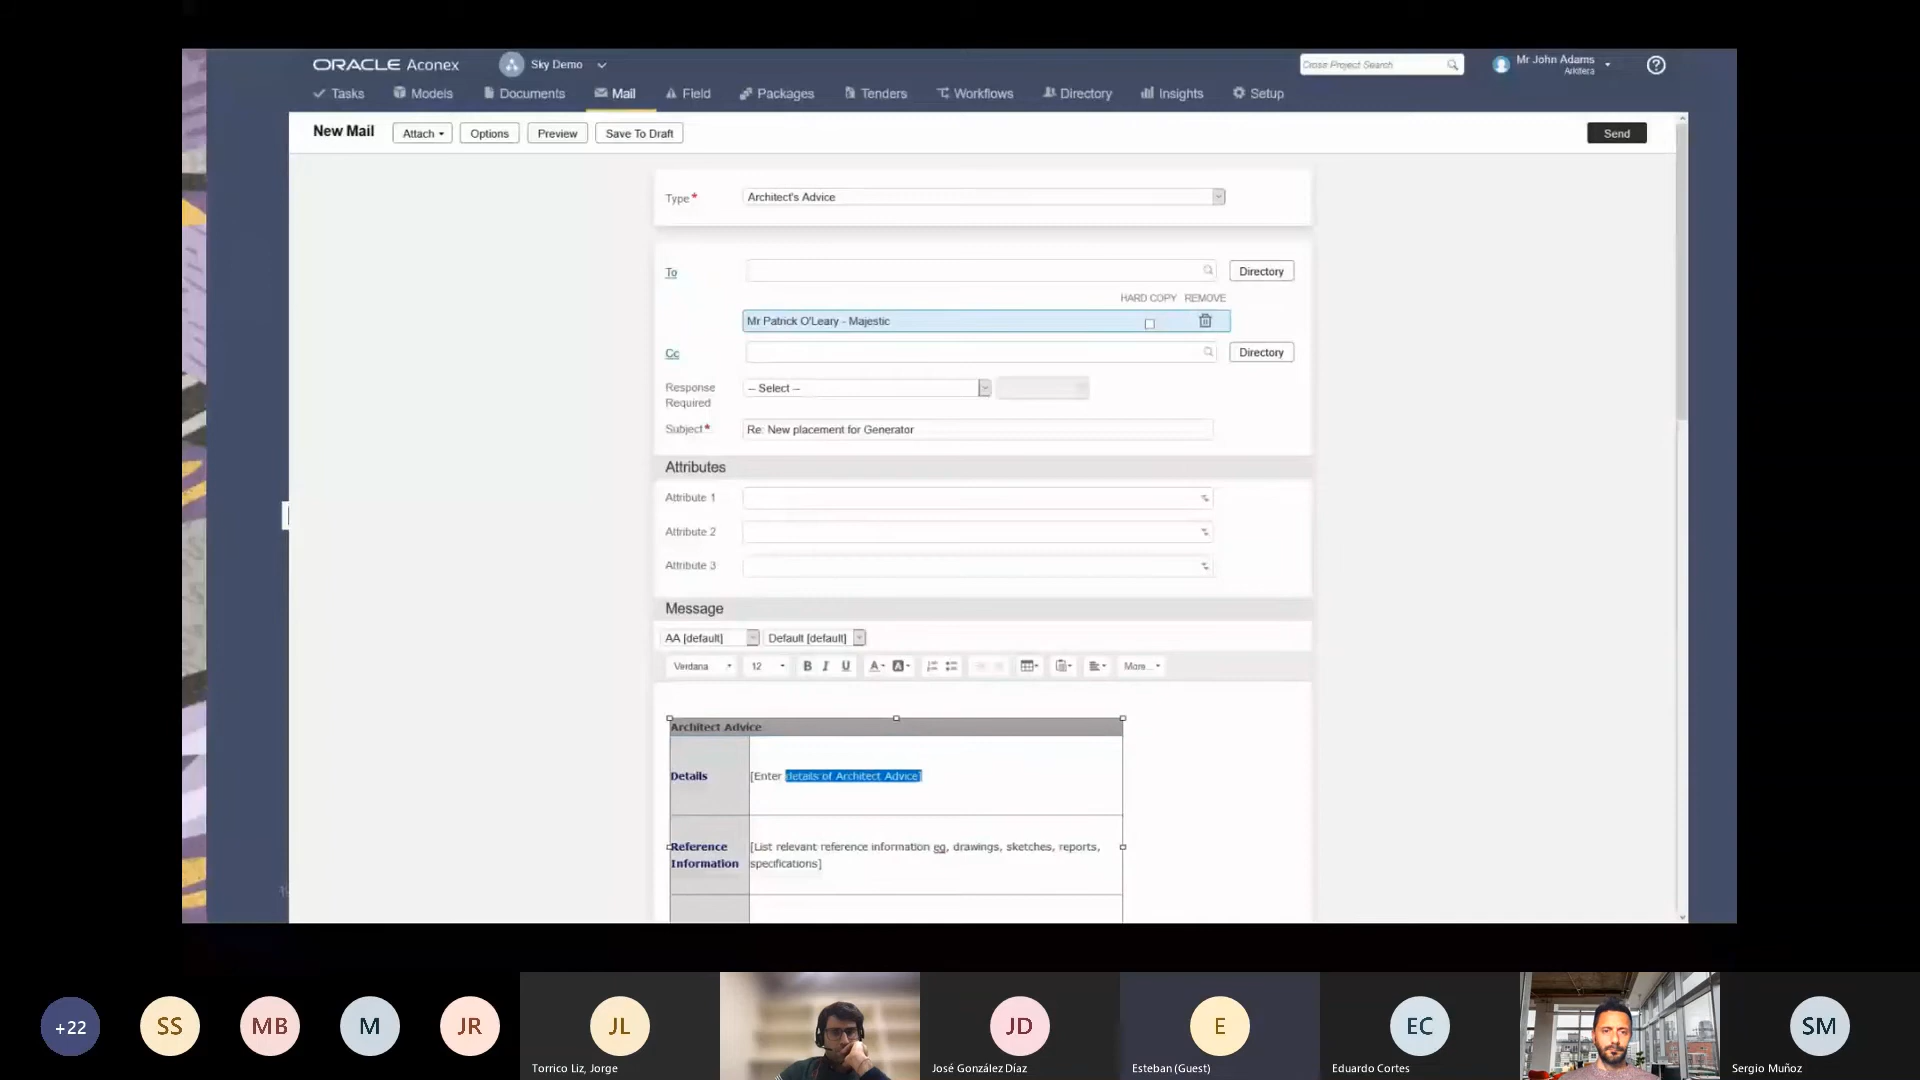 ORACLE Aconex
Sky Demo
Cross Project Search
Mr John Adams
Arkitera
Tasks
Models
Documents
Mail
Field
Packages
Tenders
Workflows
Directory
Insights
Setup
New Mail
Attach
Options
Preview
Save To Draft
Send
Type*
Architect's Advice
To
Directory
HARD COPY REMOVE
Mr Patrick O'Leary - Majestic
Cc
Directory
Response
Required
-- Select --
Subject*
Re: New placement for Generator
Attributes
Attribute 1
Attribute 2
Attribute 3
Message
AA [default]
Default [default]
Verdana
12
B I U
A
A
More...
Architect Advice
Details
[Enter details of Architect Advice]
Reference
Information
[List relevant reference information eg, drawings, sketches, reports,
specifications]
+22
SS
MB
M
JR
JL
Torrico Liz, Jorge
JD
José González Díaz
E
Esteban (Guest)
EC
Eduardo Cortes
SM
Sergio Muñoz